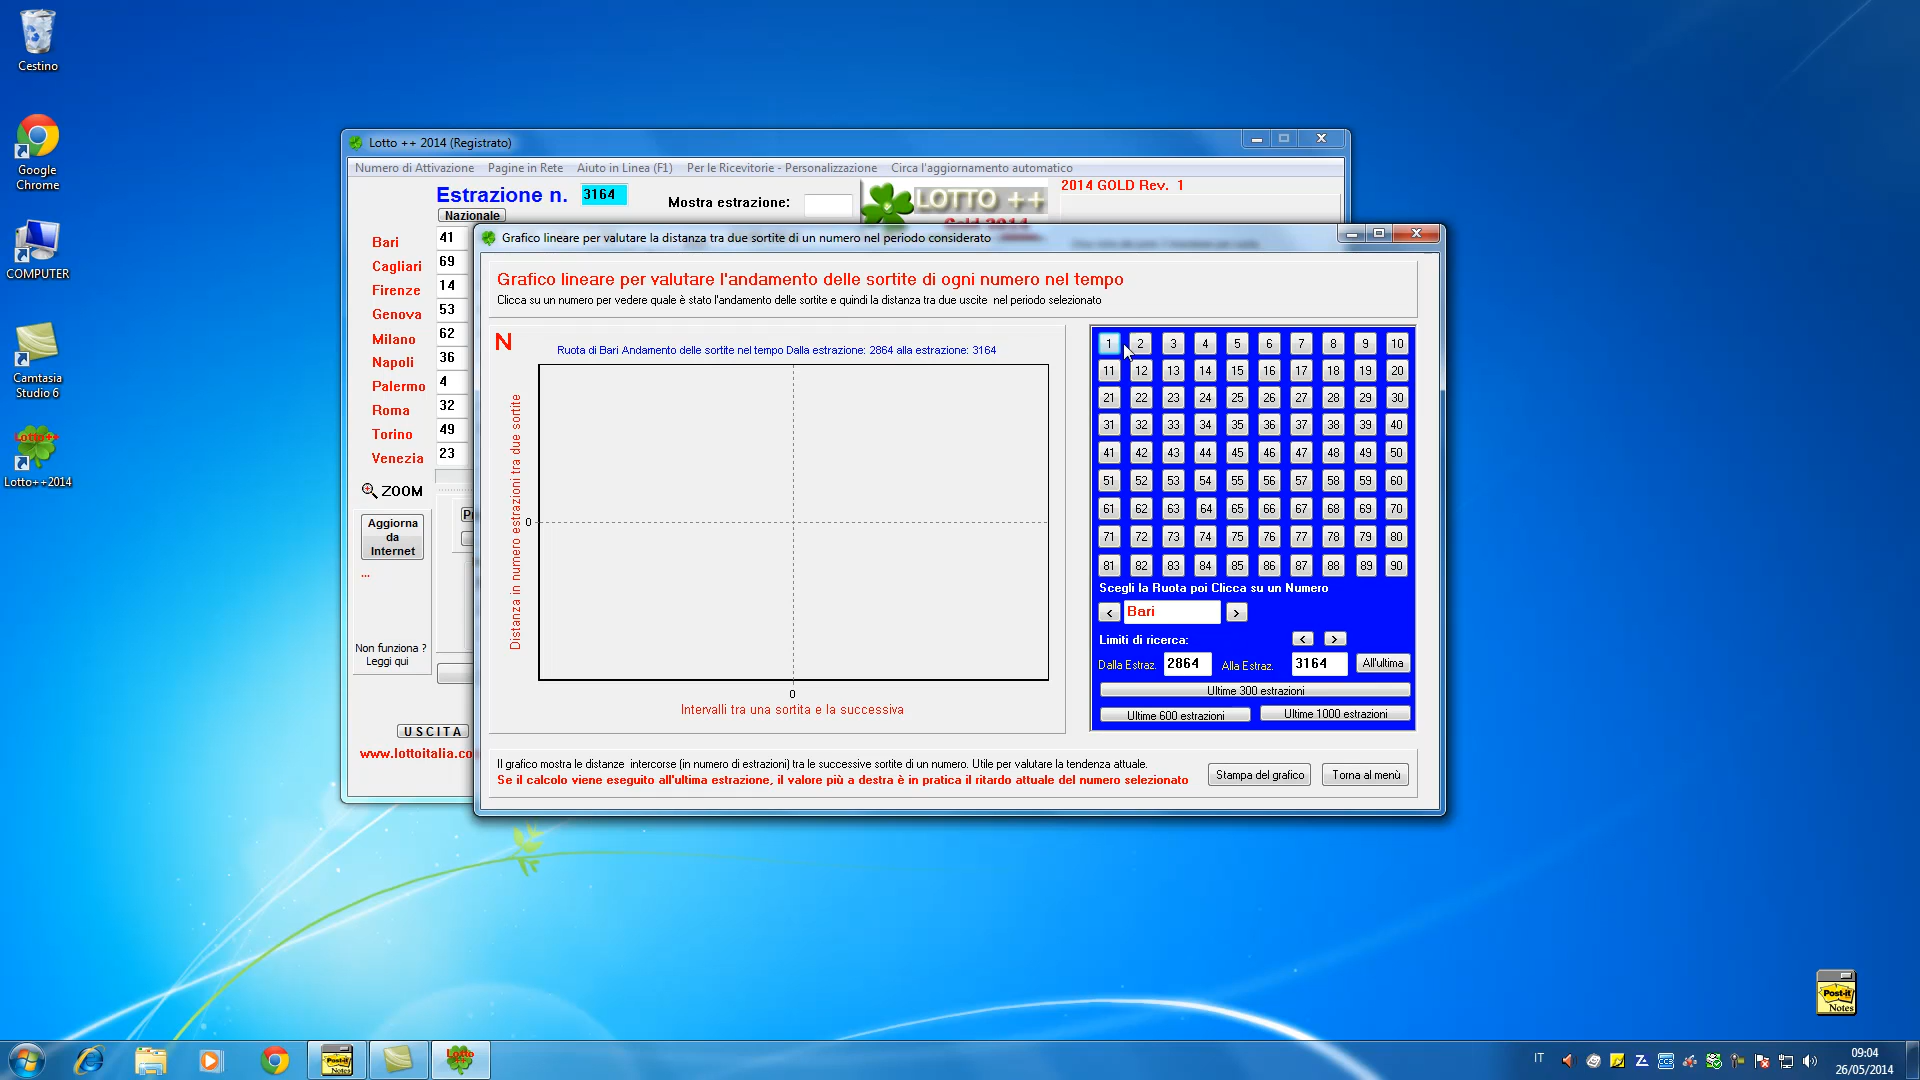 Cestino
Google
Chrome
COMPUTER
Camtasia
Studio 6
Lotto++2014
Lotto ++ 2014 (Registrato)
Numero di Attivazione Pagine in Rete Aiuto in Linea (F1) Per le Ricevitorie - Personalizzazione Circa l'aggiornamento automatico
Estrazione n. 3164
Mostra estrazione:
LOTTO ++
2014 GOLD Rev. 1
Nazionale
Bari 41
Cagliari 69
Firenze 14
Genova 53
Milano 62
Napoli 36
Palermo 4
Roma 32
Torino 49
Venezia 23
ZOOM
Aggiorna
da
Internet
...
Non funziona ?
Leggi qui
USCITA
www.lottoitalia.co
Grafico lineare per valutare la distanza tra due sortite di un numero nel periodo considerato
Grafico lineare per valutare l'andamento delle sortite di ogni numero nel tempo
Clicca su un numero per vedere quale è stato l'andamento delle sortite e quindi la distanza tra due uscite nel periodo selezionato
N
Ruota di Bari Andamento delle sortite nel tempo Dalla estrazione: 2864 alla estrazione: 3164
Distanza in numero estrazioni tra due sortite
0
0
Intervalli tra una sortita e la successiva
1 2 3 4 5 6 7 8 9 10
11 12 13 14 15 16 17 18 19 20
21 22 23 24 25 26 27 28 29 30
31 32 33 34 35 36 37 38 39 40
41 42 43 44 45 46 47 48 49 50
51 52 53 54 55 56 57 58 59 60
61 62 63 64 65 66 67 68 69 70
71 72 73 74 75 76 77 78 79 80
81 82 83 84 85 86 87 88 89 90
Scegli la Ruota poi Clicca su un Numero
< Bari >
Limiti di ricerca: < >
Dalla Estraz. 2864 Alla Estraz. 3164 All'ultima
Ultime 300 estrazioni
Ultime 600 estrazioni Ultime 1000 estrazioni
Il grafico mostra le distanze intercorse (in numero di estrazioni) tra le successive sortite di un numero. Utile per valutare la tendenza attuale.
Se il calcolo viene eseguito all'ultima estrazione, il valore più a destra è in pratica il ritardo attuale del numero selezionato
Stampa del grafico Torna al menù
Post-it
Notes
IT
09:04
26/05/2014